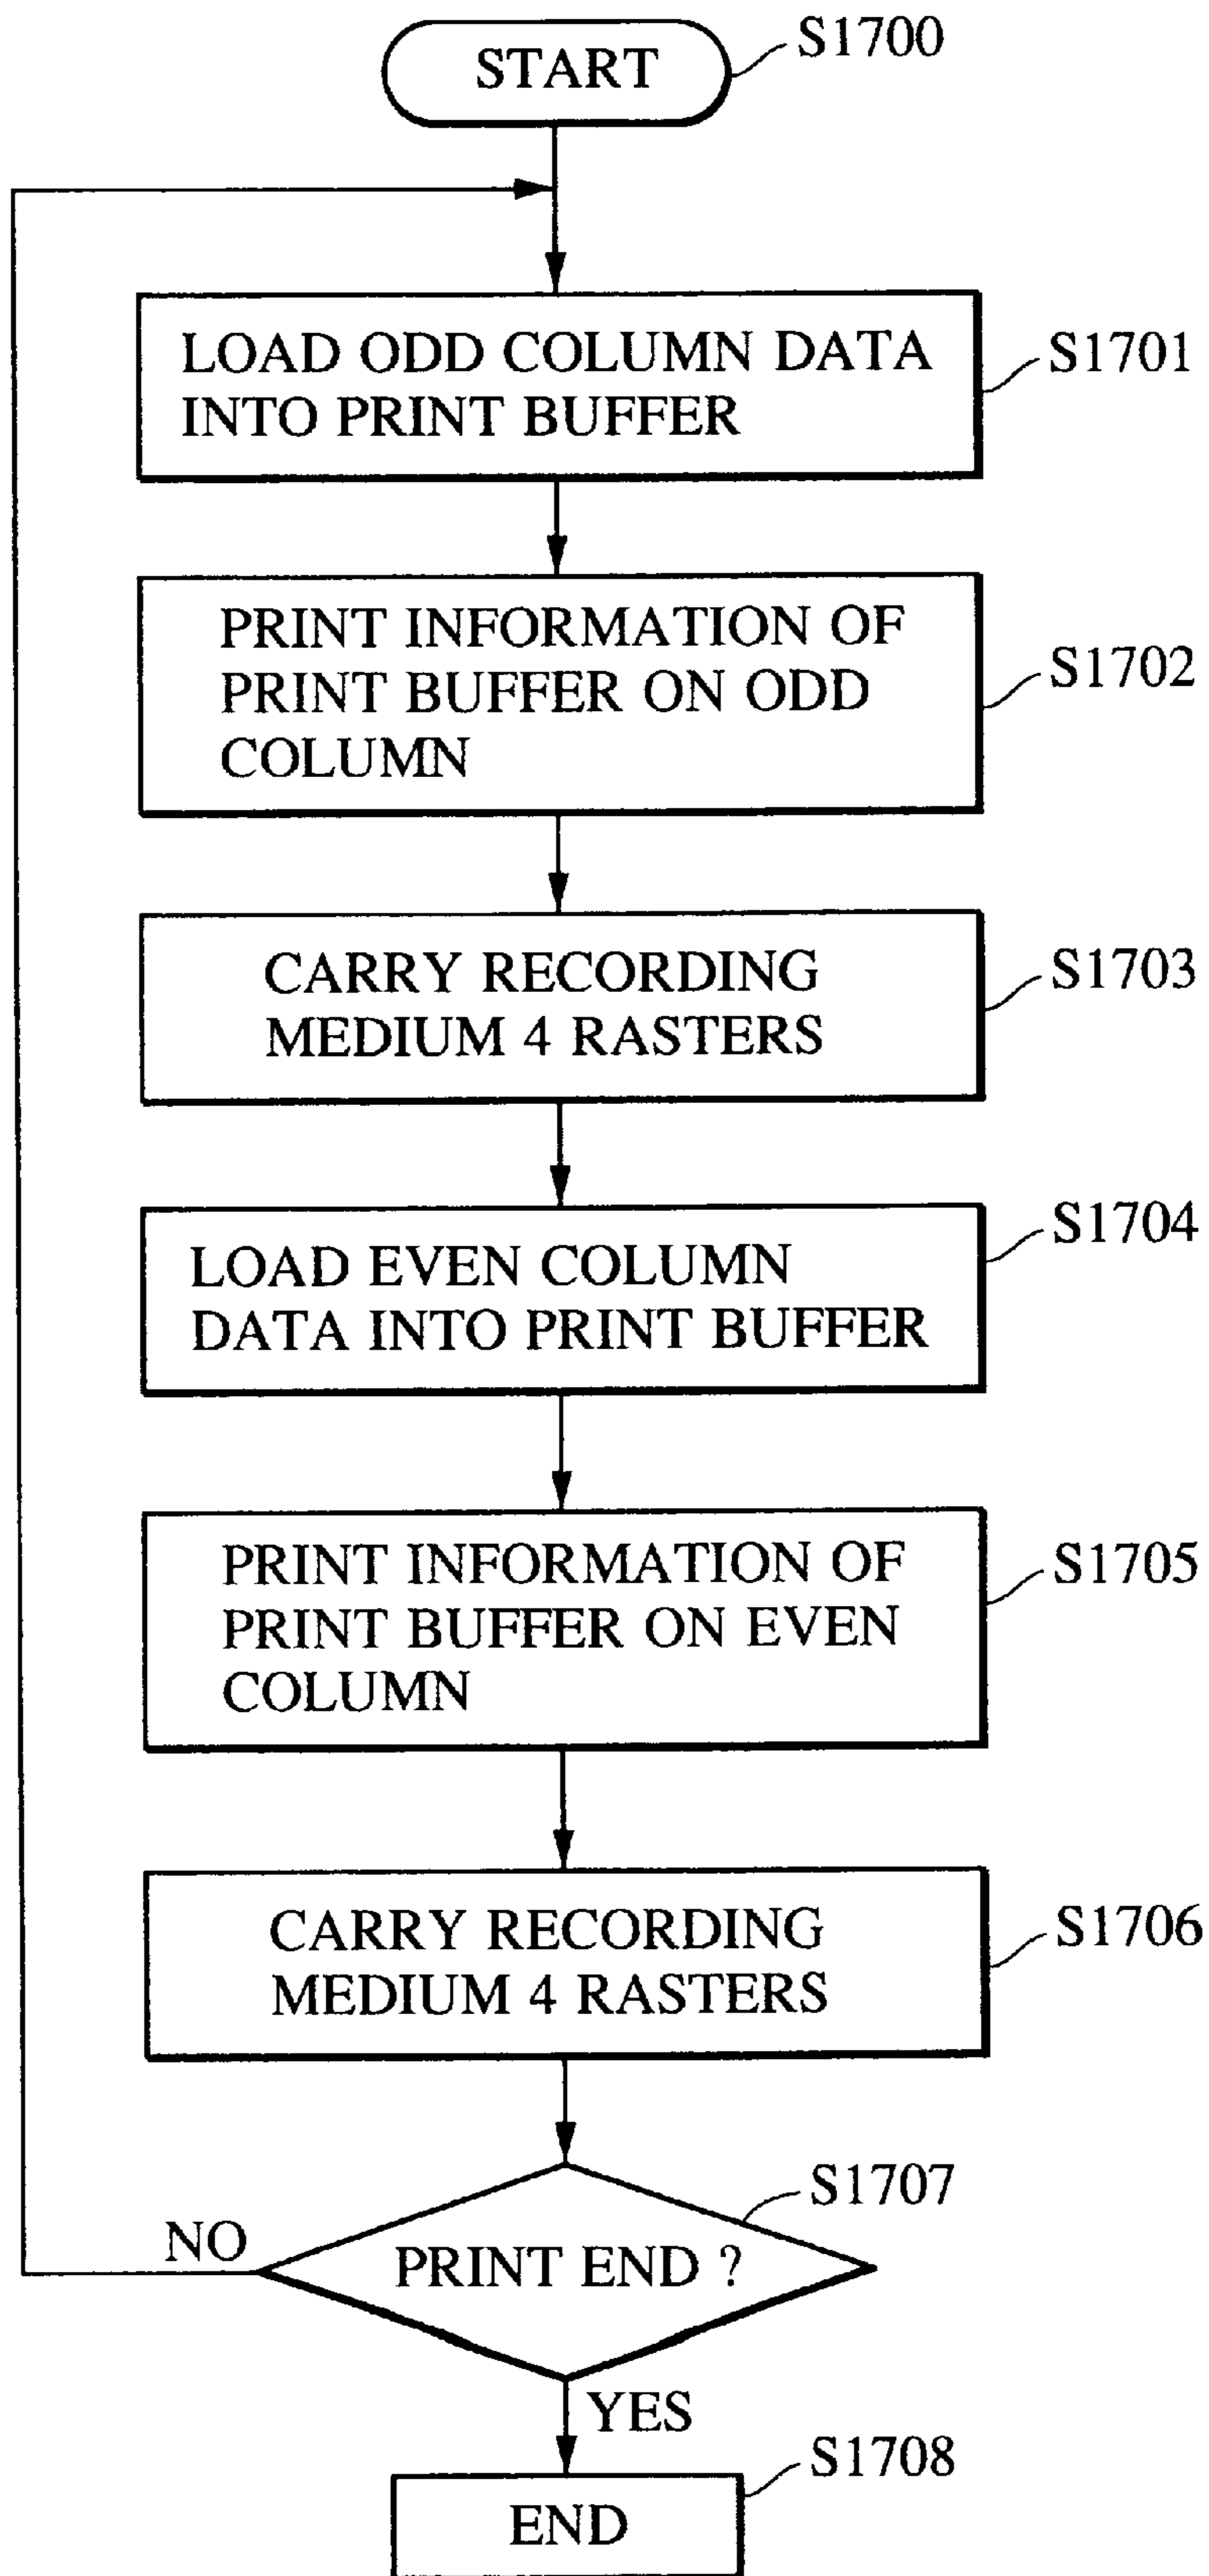 START
S1700
LOAD ODD COLUMN DATA
INTO PRINT BUFFER
S1701
PRINT INFORMATION OF
PRINT BUFFER ON ODD
COLUMN
S1702
CARRY RECORDING
MEDIUM 4 RASTERS
S1703
LOAD EVEN COLUMN
DATA INTO PRINT BUFFER
S1704
PRINT INFORMATION OF
PRINT BUFFER ON EVEN
COLUMN
S1705
CARRY RECORDING
MEDIUM 4 RASTERS
S1706
S1707
NO
PRINT END ?
YES
S1708
END